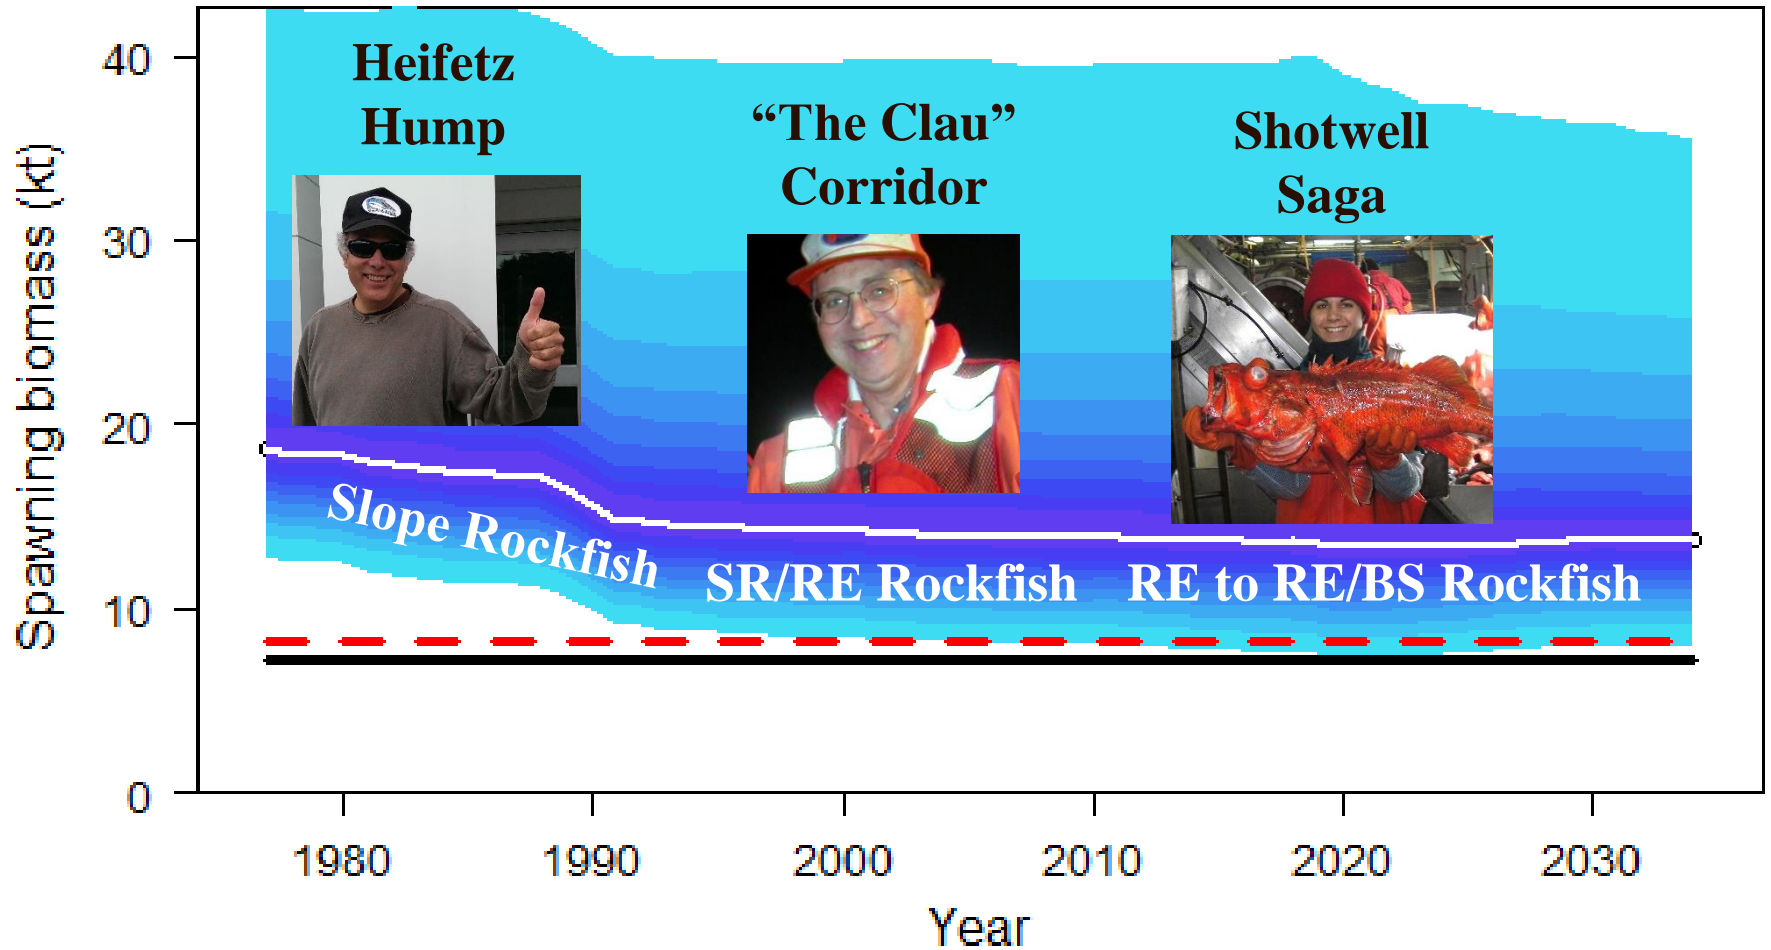 Heifetz
Hump
“The Clau”
Corridor
Shotwell
Saga
Slope Rockfish
SR/RE Rockfish
RE to RE/BS Rockfish
Spawning biomass (kt)
40
30
20
10
0
1980
1990
2000
2010
2020
2030
Year